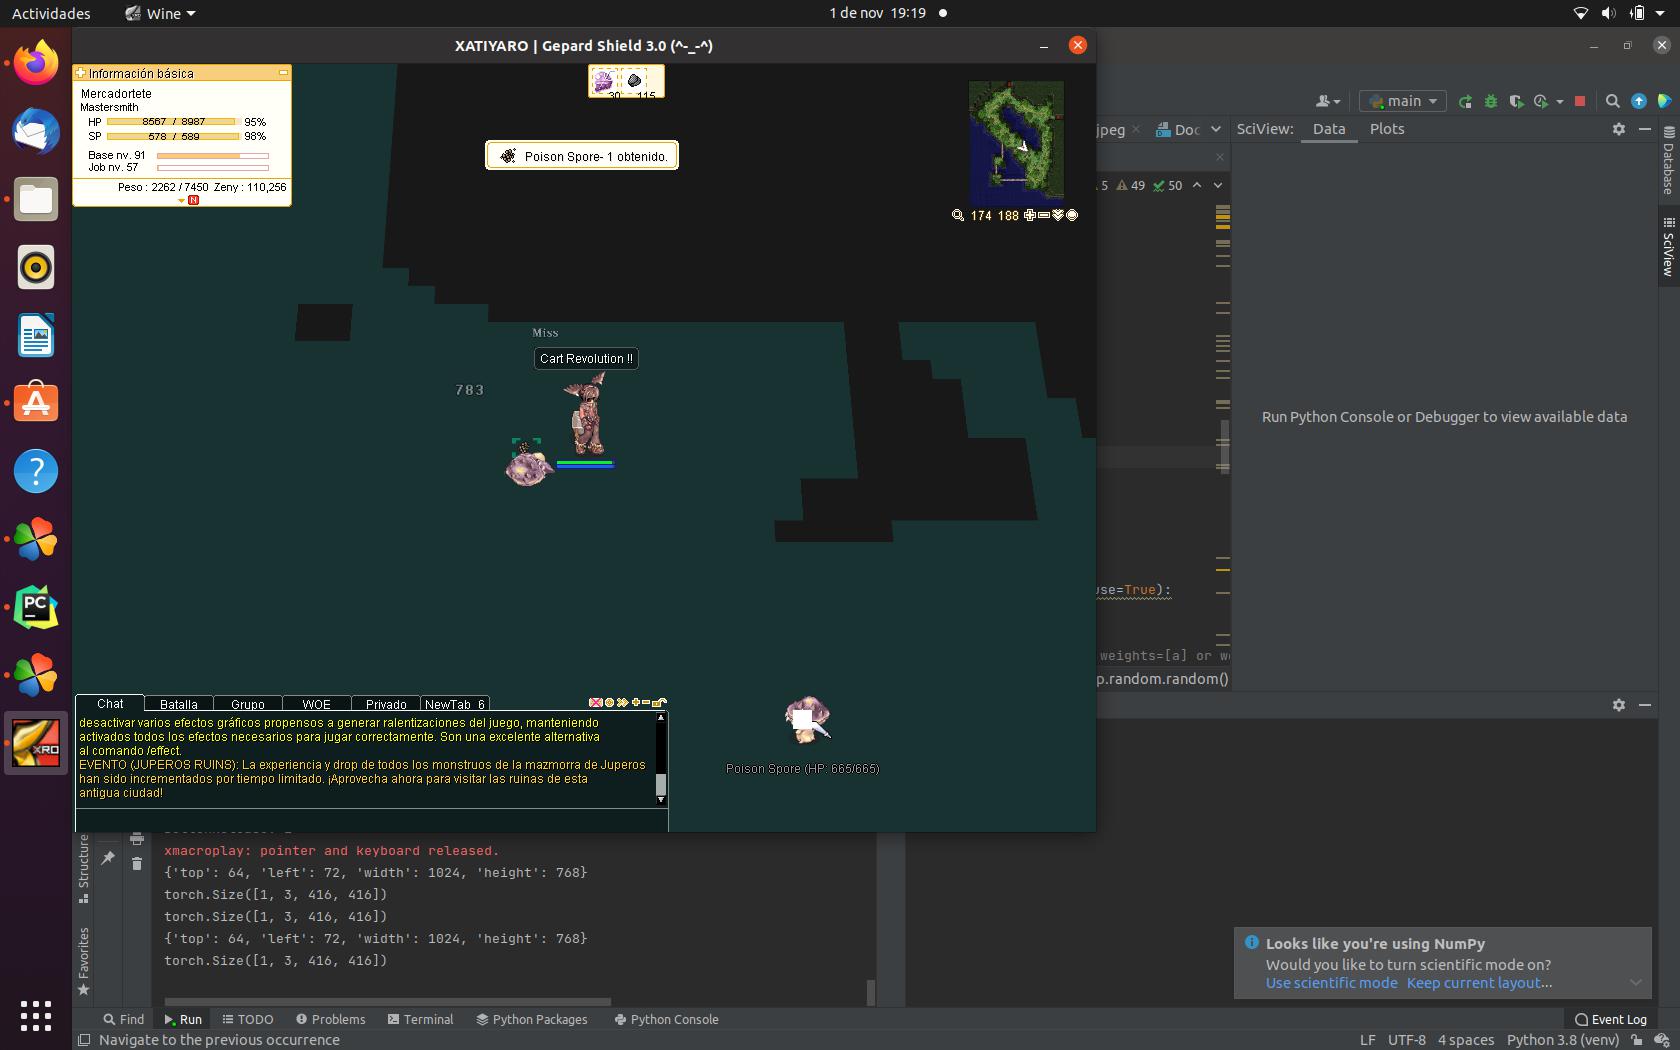 Actividades
Wine
1 de nov 19:19
XATIYARO | Gepard Shield 3.0 (^-_-^)
Información básica
Mercadortete
Mastersmith
HP 8567 / 8987 95%
SP 578 / 589 98%
Base nv. 91
Job nv. 57
Peso : 2262 / 7450 Zeny : 110,256
N
30 115
Poison Spore- 1 obtenido.
174 188
Miss
Cart Revolution !!
783
Poison Spore (HP: 665/665)
Chat Batalla Grupo WOE Privado NewTab_6
desactivar varios efectos gráficos propensos a generar ralentizaciones del juego, manteniendo
activados todos los efectos necesarios para jugar correctamente. Son una excelente alternativa
al comando /effect.
EVENTO (JUPEROS RUINS): La experiencia y drop de todos los monstruos de la mazmorra de Juperos
han sido incrementados por tiempo limitado. ¡Aprovecha ahora para visitar las ruinas de esta
antigua ciudad!
main
jpeg
Doc
SciView: Data Plots
5 49 50
Database
SciView
Run Python Console or Debugger to view available data
use=True):
weights=[a] or
p.random.random()
PC
XRO
Structure
Favorites
xmacroplay: pointer and keyboard released.
{'top': 64, 'left': 72, 'width': 1024, 'height': 768}
torch.Size([1, 3, 416, 416])
torch.Size([1, 3, 416, 416])
{'top': 64, 'left': 72, 'width': 1024, 'height': 768}
torch.Size([1, 3, 416, 416])
Looks like you're using NumPy
Would you like to turn scientific mode on?
Use scientific mode Keep current layout...
Find Run TODO Problems Terminal Python Packages Python Console
Event Log
Navigate to the previous occurrence
LF UTF-8 4 spaces Python 3.8 (venv)